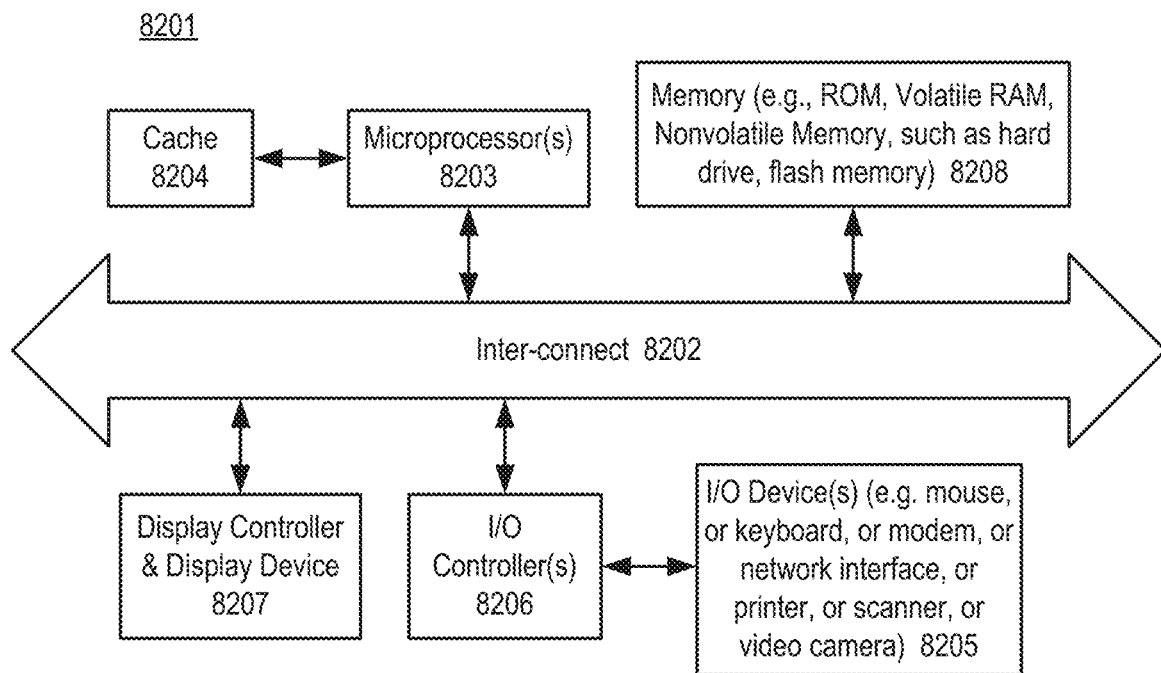 8201
Cache
8204
Microprocessor(s)
8203
Memory (e.g., ROM, Volatile RAM,
Nonvolatile Memory, such as hard
drive, flash memory) 8208
Inter-connect 8202
Display Controller
& Display Device
8207
I/O
Controller(s)
8206
I/O Device(s) (e.g. mouse,
or keyboard, or modem, or
network interface, or
printer, or scanner, or
video camera) 8205